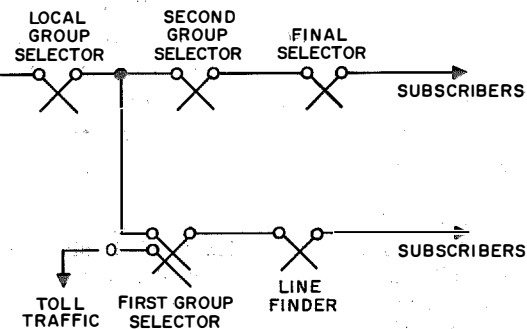 LOCAL
GROUP
SELECTOR
SECOND
GROUP
SELECTOR
FINAL
SELECTOR
SUBSCRIBERS
SUBSCRIBERS
TOLL
TRAFFIC
FIRST GROUP
SELECTOR
LINE
FINDER